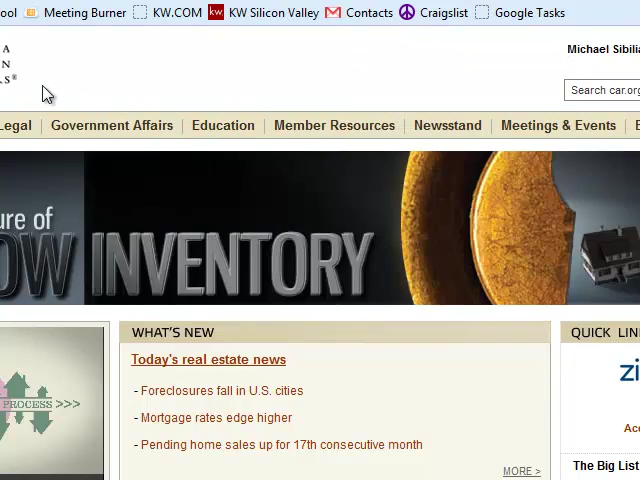 ool Meeting Burner KW.COM kw KW Silicon Valley Contacts Craigslist Google Tasks
A
N
S®
Michael Sibilia
Search car.org
Legal Government Affairs Education Member Resources Newsstand Meetings & Events
ure of
OW INVENTORY
WHAT'S NEW
Today's real estate news
- Foreclosures fall in U.S. cities
- Mortgage rates edge higher
- Pending home sales up for 17th consecutive month
MORE >
PROCESS >>>
QUICK LIN
zi
Acc
The Big List